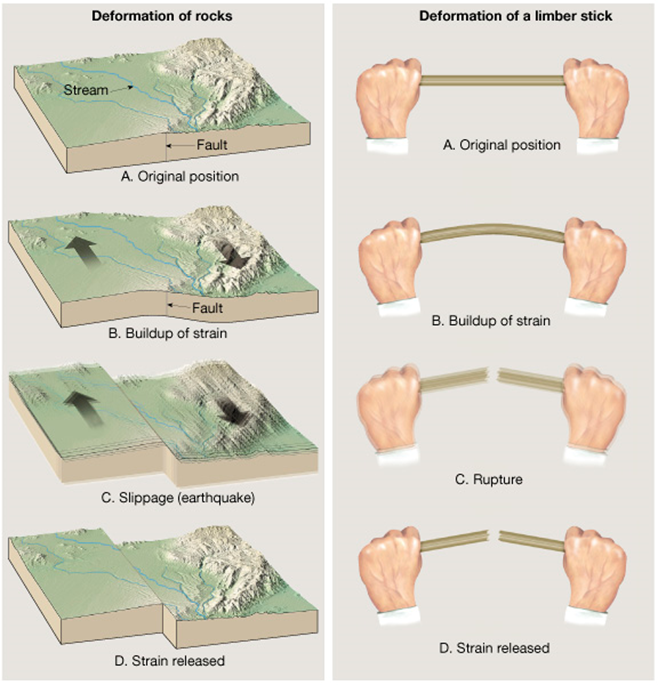 Deformation of rocks
Stream
Fault
A. Original position
Fault
B. Buildup of strain
C. Slippage (earthquake)
D. Strain released
Deformation of a limber stick
A. Original position
B. Buildup of strain
C. Rupture
D. Strain released